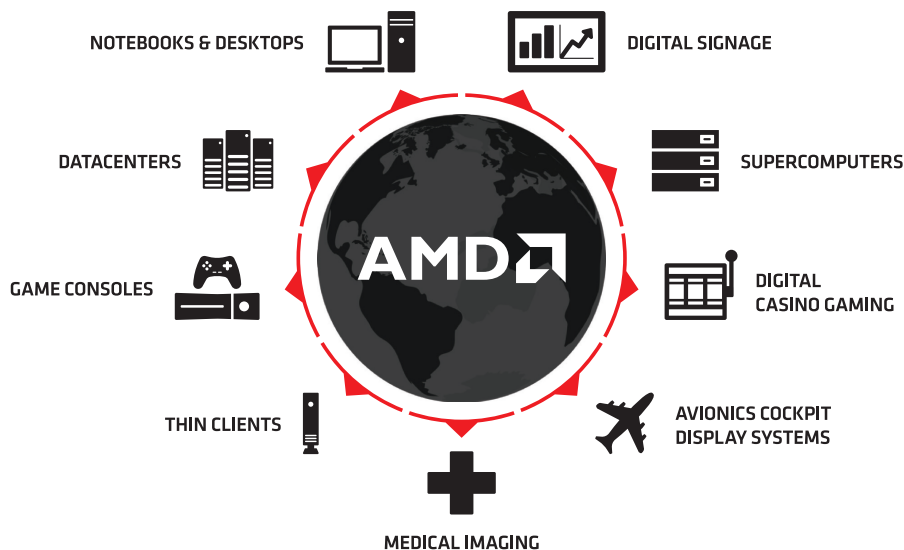 NOTEBOOKS & DESKTOPS
DIGITAL SIGNAGE
DATACENTERS
SUPERCOMPUTERS
AMD
GAME CONSOLES
DIGITAL
CASINO GAMING
THIN CLIENTS
AVIONICS COCKPIT
DISPLAY SYSTEMS
MEDICAL IMAGING